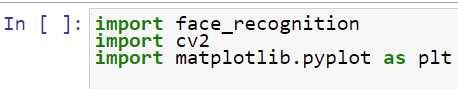 In [ ]: import face_recognition
import cv2
import matplotlib.pyplot as plt